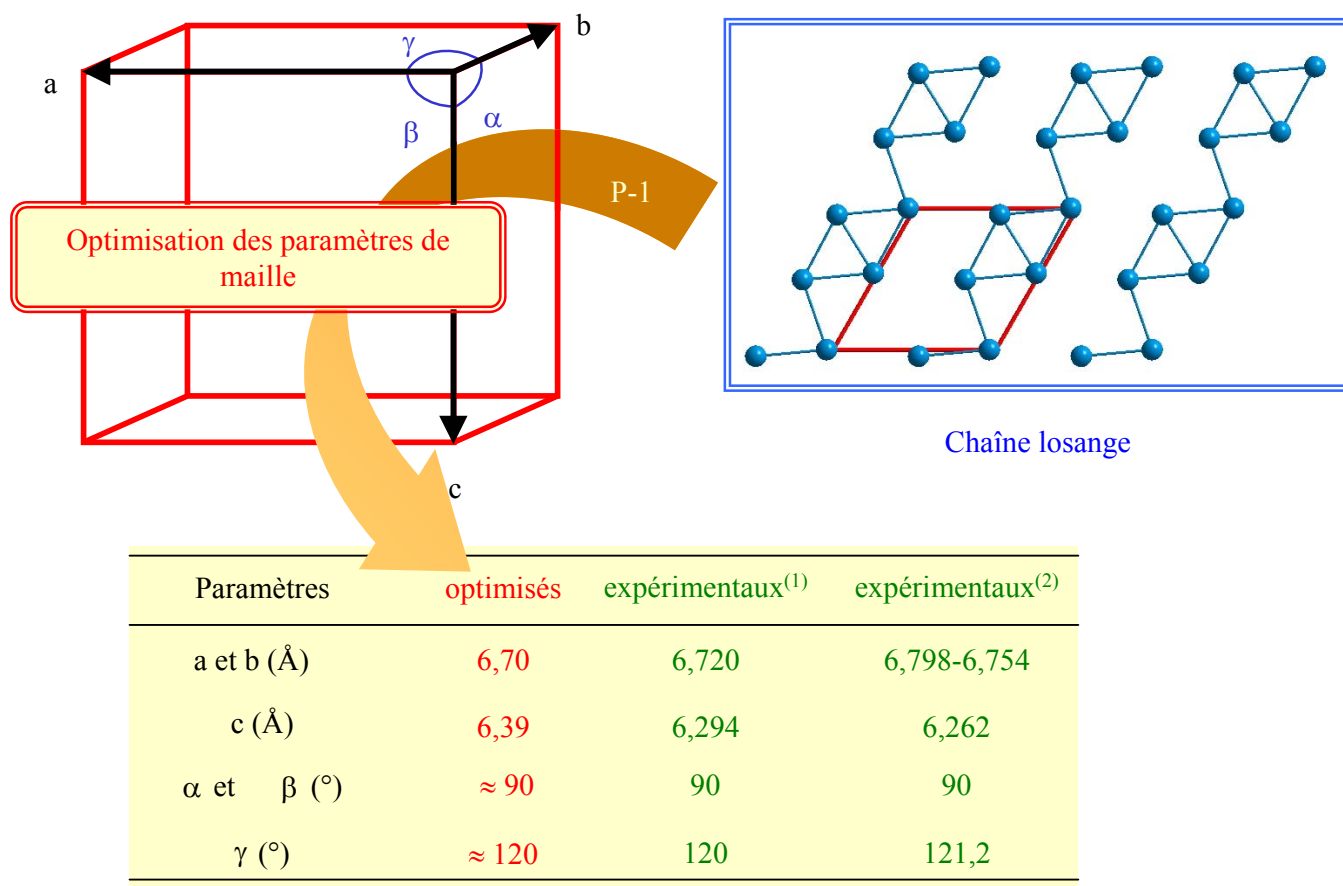 b
γ
a
β α
P-1
Optimisation des paramètres de
maille
Chaîne losange
c
Paramètres optimisés expérimentaux(1) expérimentaux(2)
a et b (Å) 6,70 6,720 6,798-6,754
c (Å) 6,39 6,294 6,262
α et β (°) ≈ 90 90 90
γ (°) ≈ 120 120 121,2